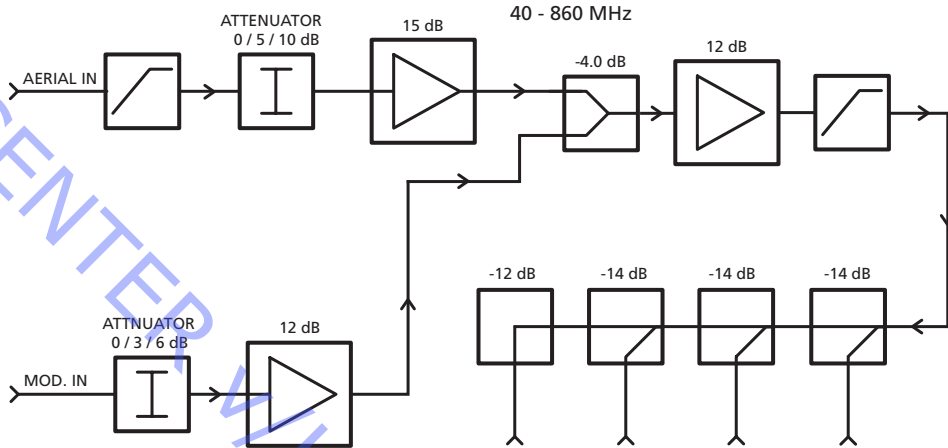 40 - 860 MHz
ATTENUATOR
0 / 5 / 10 dB
15 dB
-4.0 dB
12 dB
AERIAL IN
-12 dB
-14 dB
-14 dB
-14 dB
ATTNUATOR
0 / 3 / 6 dB
12 dB
MOD. IN
CENTER